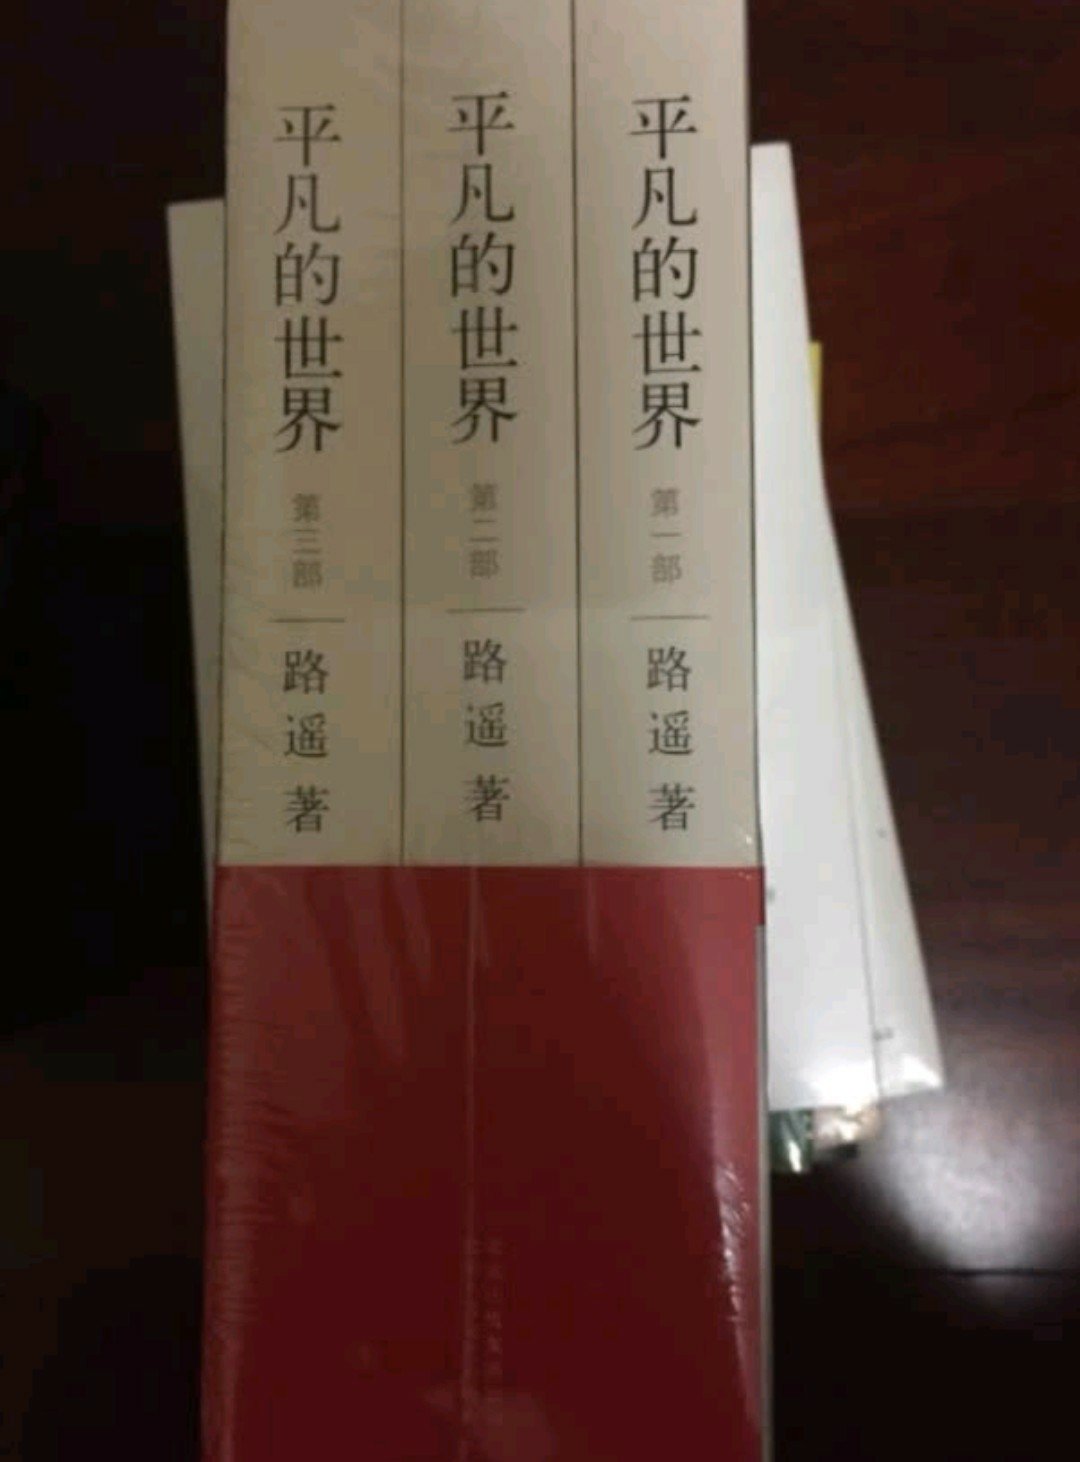 平凡的世界
第三部
路遥著
平凡的世界
第二部
路遥著
平凡的世界
第一部
路遥著